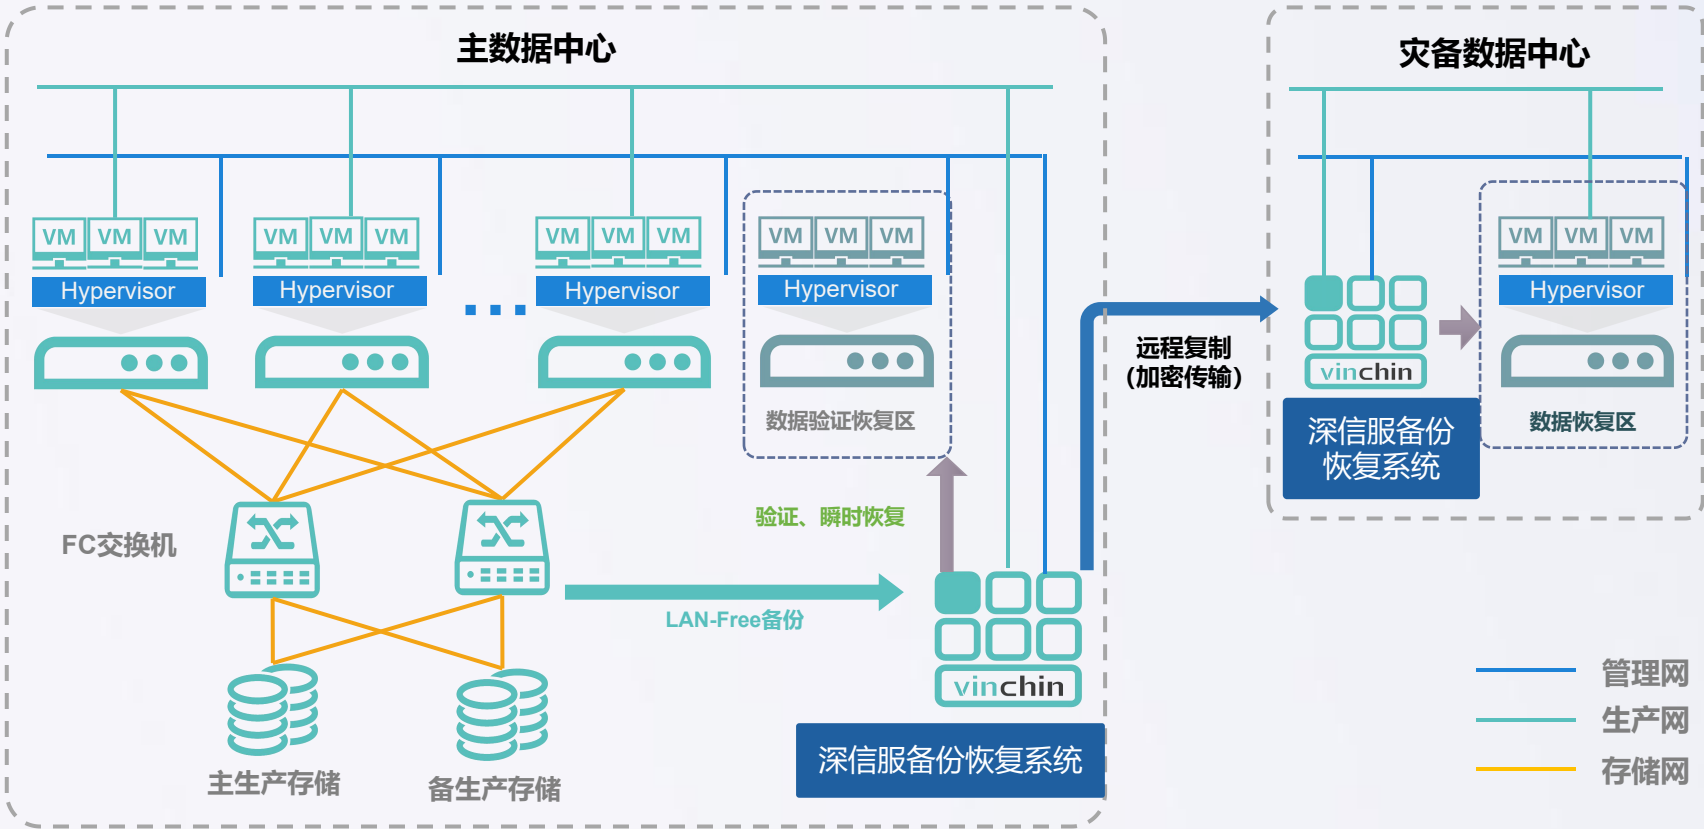 主数据中心
灾备数据中心
VM VM VM
VM VM VM
VM VM VM
VM VM VM
VM VM VM
Hypervisor
Hypervisor
Hypervisor
Hypervisor
Hypervisor
远程复制
（加密传输）
vinchin
数据验证恢复区
数据恢复区
深信服备份
恢复系统
验证、瞬时恢复
FC交换机
LAN-Free备份
vinchin
管理网
生产网
存储网
深信服备份恢复系统
主生产存储
备生产存储